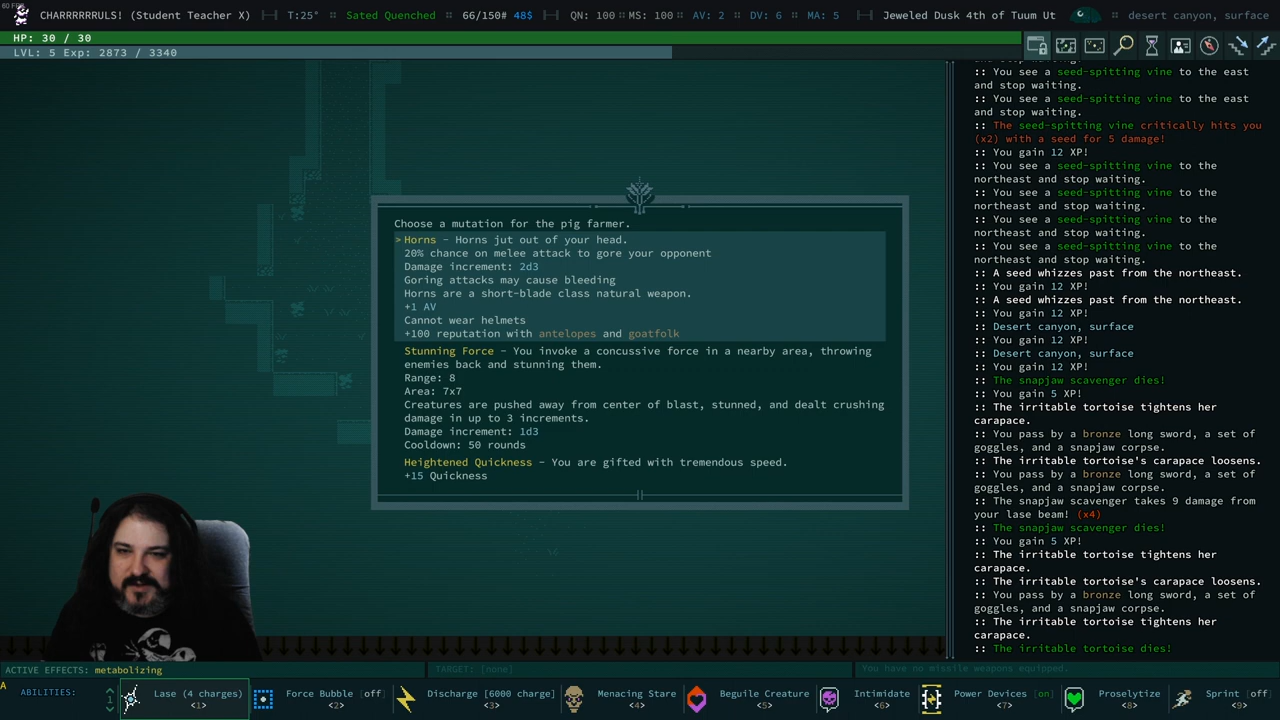 60 FPS
CHARRRRRULS! (Student Teacher X) T:25° Sated Quenched 66/150# 48$ QN: 100 MS: 100 AV: 2 DV: 6 MA: 5 Jeweled Dusk 4th of Tuum Ut desert canyon, surface
HP: 30 / 30
LVL: 5 Exp: 2873 / 3340
Choose a mutation for the pig farmer.
> Horns - Horns jut out of your head.
20% chance on melee attack to gore your opponent
Damage increment: 2d3
Goring attacks may cause bleeding
Horns are a short-blade class natural weapon.
+1 AV
Cannot wear helmets
+100 reputation with antelopes and goatfolk
Stunning Force - You invoke a concussive force in a nearby area, throwing
enemies back and stunning them.
Range: 8
Area: 7x7
Creatures are pushed away from center of blast, stunned, and dealt crushing
damage in up to 3 increments.
Damage increment: 1d3
Cooldown: 50 rounds
Heightened Quickness - You are gifted with tremendous speed.
+15 Quickness
and stop waiting.
:: You see a seed-spitting vine to the east
and stop waiting.
:: You see a seed-spitting vine to the east
and stop waiting.
:: The seed-spitting vine critically hits you
(x2) with a seed for 5 damage!
:: You gain 12 XP!
:: You see a seed-spitting vine to the
northeast and stop waiting.
:: You see a seed-spitting vine to the
northeast and stop waiting.
:: You see a seed-spitting vine to the
northeast and stop waiting.
:: You see a seed-spitting vine to the
northeast and stop waiting.
:: A seed whizzes past from the northeast.
:: You gain 12 XP!
:: A seed whizzes past from the northeast.
:: You gain 12 XP!
:: Desert canyon, surface
:: You gain 12 XP!
:: Desert canyon, surface
:: You gain 12 XP!
:: The snapjaw scavenger dies!
:: You gain 5 XP!
:: The irritable tortoise tightens her
carapace.
:: You pass by a bronze long sword, a set of
goggles, and a snapjaw corpse.
:: The irritable tortoise's carapace loosens.
:: You pass by a bronze long sword, a set of
goggles, and a snapjaw corpse.
:: The snapjaw scavenger takes 9 damage from
your lase beam! (x4)
:: The snapjaw scavenger dies!
:: You gain 5 XP!
:: The irritable tortoise tightens her
carapace.
:: The irritable tortoise's carapace loosens.
:: You pass by a bronze long sword, a set of
goggles, and a snapjaw corpse.
:: The irritable tortoise tightens her
carapace.
:: The irritable tortoise dies!
ACTIVE EFFECTS: metabolizing TARGET: [none] You have no missile weapons equipped.
A ABILITIES: 1 Lase (4 charges) Force Bubble [off] Discharge [6000 charge] Menacing Stare Beguile Creature Intimidate Power Devices [on] Proselytize Sprint [off]
<1> <2> <3> <4> <5> <6> <7> <8> <9>